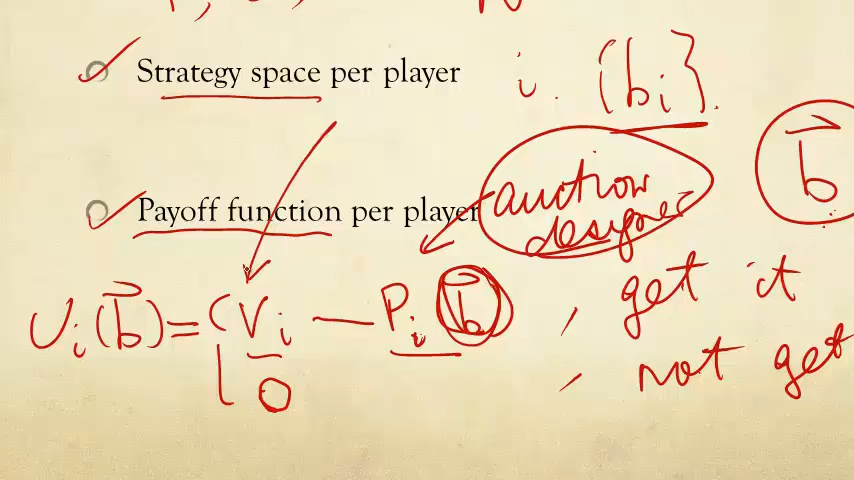 Strategy space per player
i. {bi}.
b⃗
auction
designer
Payoff function per player
Ui(b⃗) = { Vi — Pi(b⃗) , get it
0 , not get